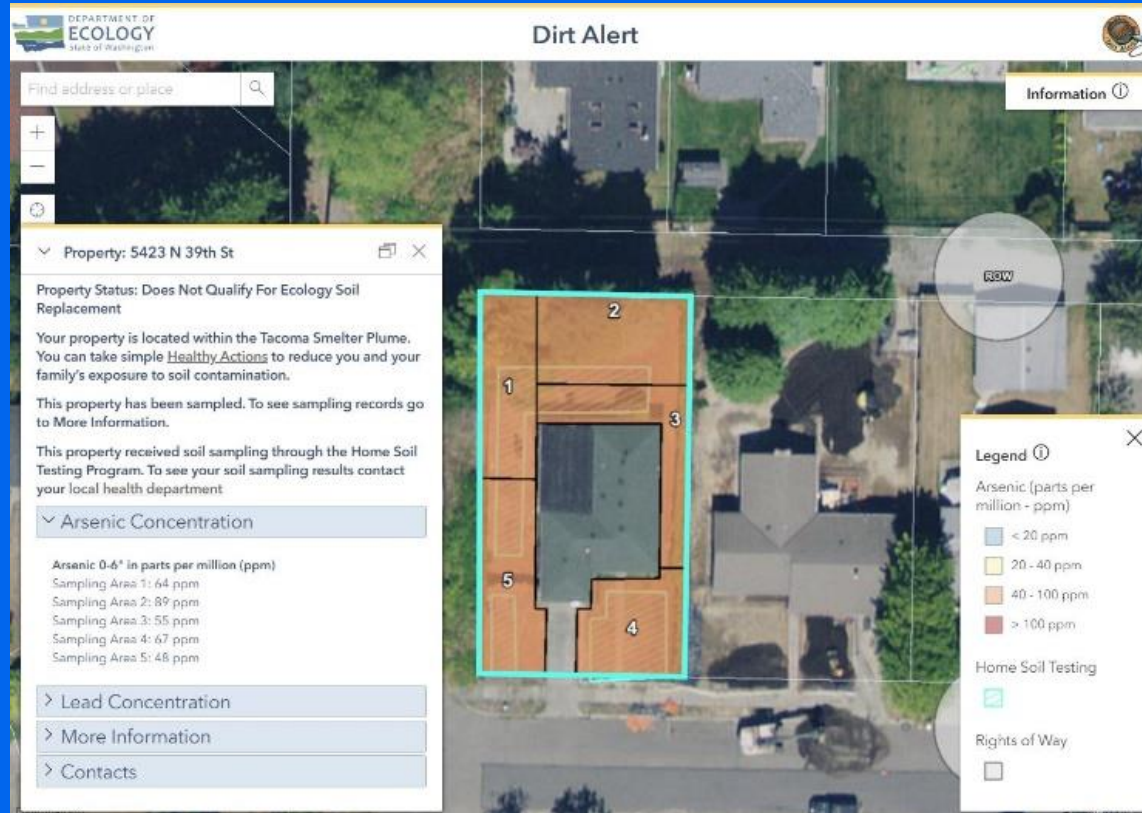 DEPARTMENT OF
ECOLOGY
State of Washington
Dirt Alert
Find address or place
Information
+
−
Property: 5423 N 39th St
Property Status: Does Not Qualify For Ecology Soil
Replacement
Your property is located within the Tacoma Smelter Plume.
You can take simple Healthy Actions to reduce you and your
family's exposure to soil contamination.
This property has been sampled. To see sampling records go
to More Information.
This property received soil sampling through the Home Soil
Testing Program. To see your soil sampling results contact
your local health department
Arsenic Concentration
Arsenic 0-6" in parts per million (ppm)
Sampling Area 1: 64 ppm
Sampling Area 2: 89 ppm
Sampling Area 3: 55 ppm
Sampling Area 4: 67 ppm
Sampling Area 5: 48 ppm
> Lead Concentration
> More Information
> Contacts
2
1
3
5
4
ROW
Legend
Arsenic (parts per
million - ppm)
< 20 ppm
20 - 40 ppm
40 - 100 ppm
> 100 ppm
Home Soil Testing
Rights of Way